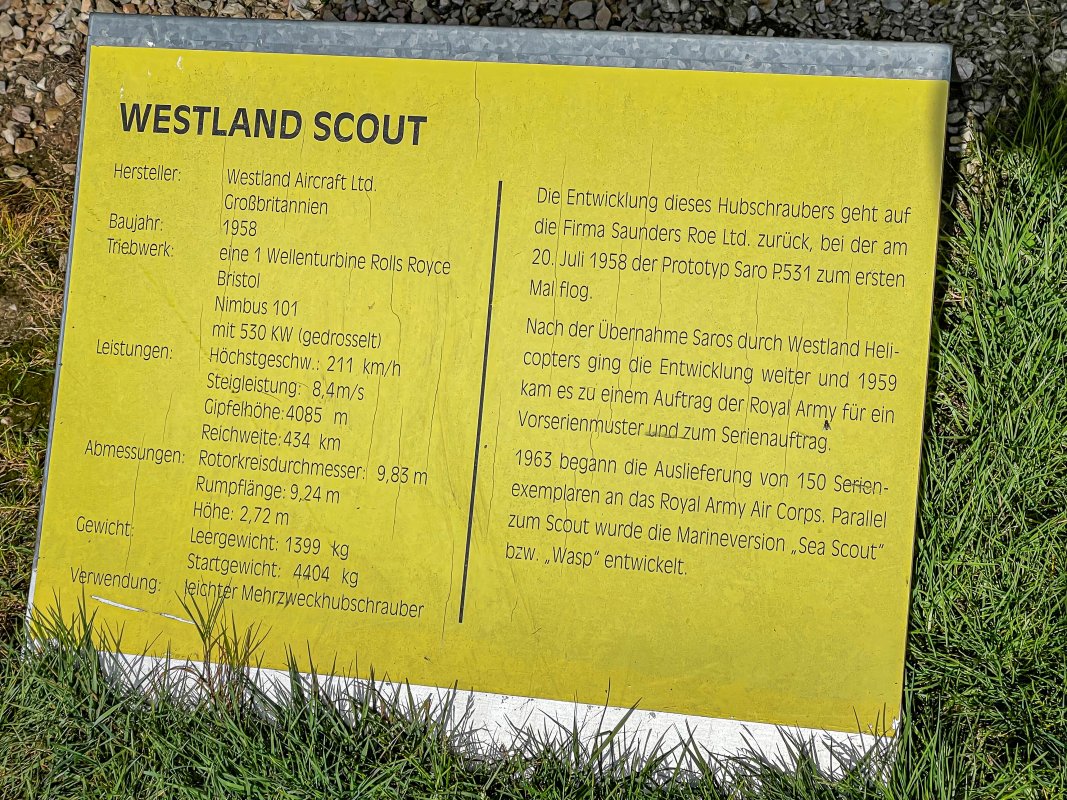 WESTLAND SCOUT
Hersteller: Westland Aircraft Ltd.
Großbritannien
Baujahr: 1958
Triebwerk: eine 1 Wellenturbine Rolls Royce
Bristol
Nimbus 101
mit 530 KW (gedrosselt)
Leistungen: Höchstgeschw.: 211 km/h
Steigleistung: 8,4m/s
Gipfelhöhe: 4085 m
Reichweite: 434 km
Abmessungen: Rotorkreisdurchmesser: 9,83 m
Rumpflänge: 9,24 m
Höhe: 2,72 m
Gewicht: Leergewicht: 1399 kg
Startgewicht: 4404 kg
Verwendung: leichter Mehrzweckhubschrauber
Die Entwicklung dieses Hubschraubers geht auf
die Firma Saunders Roe Ltd. zurück, bei der am
20. Juli 1958 der Prototyp Saro P.531 zum ersten
Mal flog.
Nach der Übernahme Saros durch Westland Heli-
copters ging die Entwicklung weiter und 1959
kam es zu einem Auftrag der Royal Army für ein
Vorserienmuster und zum Serienauftrag.
1963 begann die Auslieferung von 150 Serien-
exemplaren an das Royal Army Air Corps. Parallel
zum Scout wurde die Marineversion „Sea Scout"
bzw. „Wasp" entwickelt.